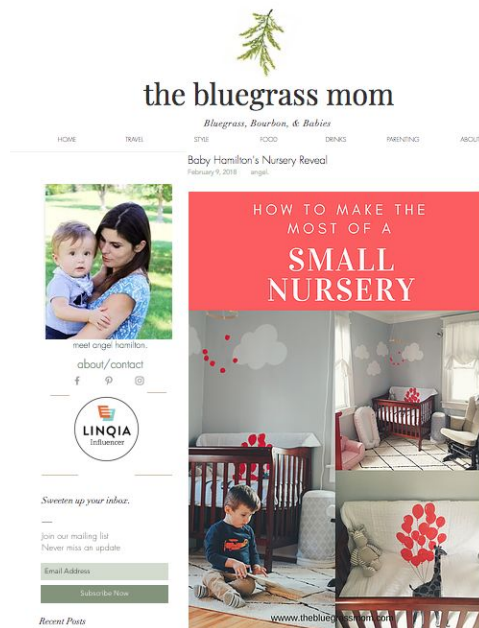 the bluegrass mom
Bluegrass, Bourbon, & Babies
HOME TRAVEL STYLE FOOD DRINKS PARENTING ABOUT
Baby Hamilton's Nursery Reveal
February 9, 2018 angel.
HOW TO MAKE THE
MOST OF A
SMALL
NURSERY
meet angel hamilton.
about/contact
LINQIA
Influencer
Sweeten up your inbox.
Join our mailing list
Never miss an update
Email Address
Subscribe Now
Recent Posts
www.thebluegrassmom.com